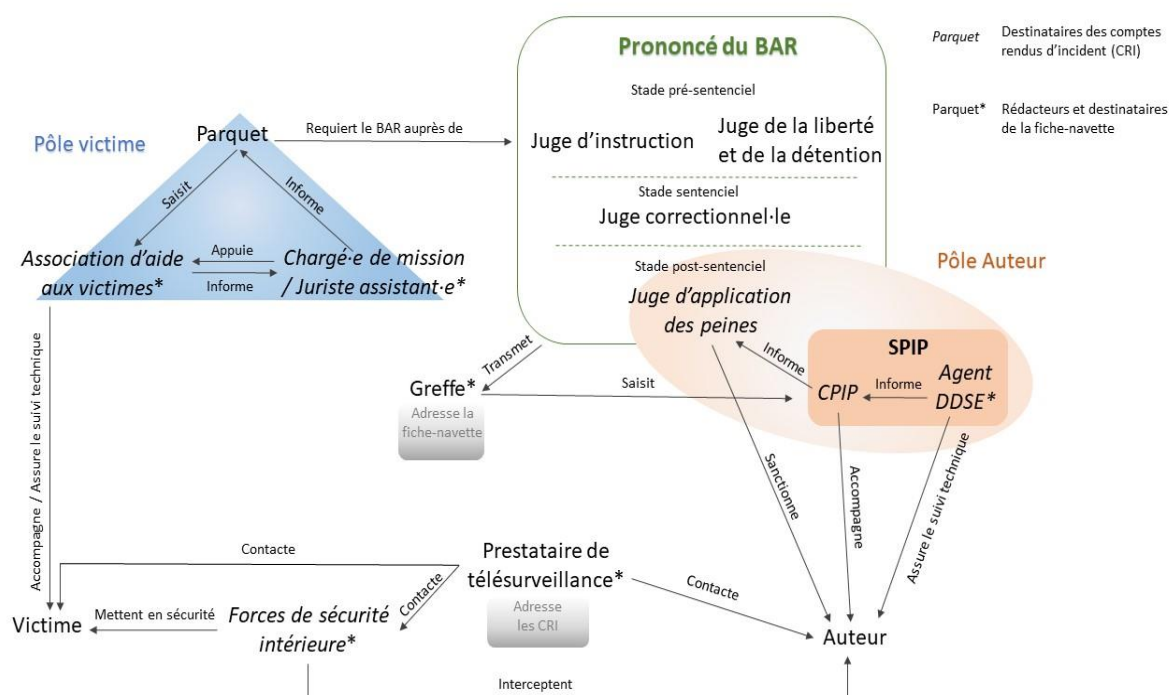 Prononcé du BAR
Parquet
Destinataires des comptes
rendus d'incident (CRI)
Parquet*
Rédacteurs et destinataires
de la fiche-navette
Stade pré-sentenciel
Juge d'instruction
Juge de la liberté
et de la détention
Stade sentenciel
Juge correctionnel·le
Stade post-sentenciel
Juge d'application
des peines
Pôle victime
Parquet
Requiert le BAR auprès de
Saisit
Informe
Association d'aide
aux victimes*
Appuie
Informe
Chargé·e de mission
/ Juriste assistant·e*
Pôle Auteur
SPIP
Agent
DDSE*
Informe
CPIP
Informe
Transmet
Greffe*
Adresse la
fiche-navette
Saisit
Accompagne / Assure le suivi technique
Sanctionne
Accompagne
Assure le suivi technique
Contacte
Prestataire de
télésurveillance*
Adresse
les CRI
Contacte
Contacte
Victime
Mettent en sécurité
Forces de sécurité
intérieure*
Auteur
Interceptent